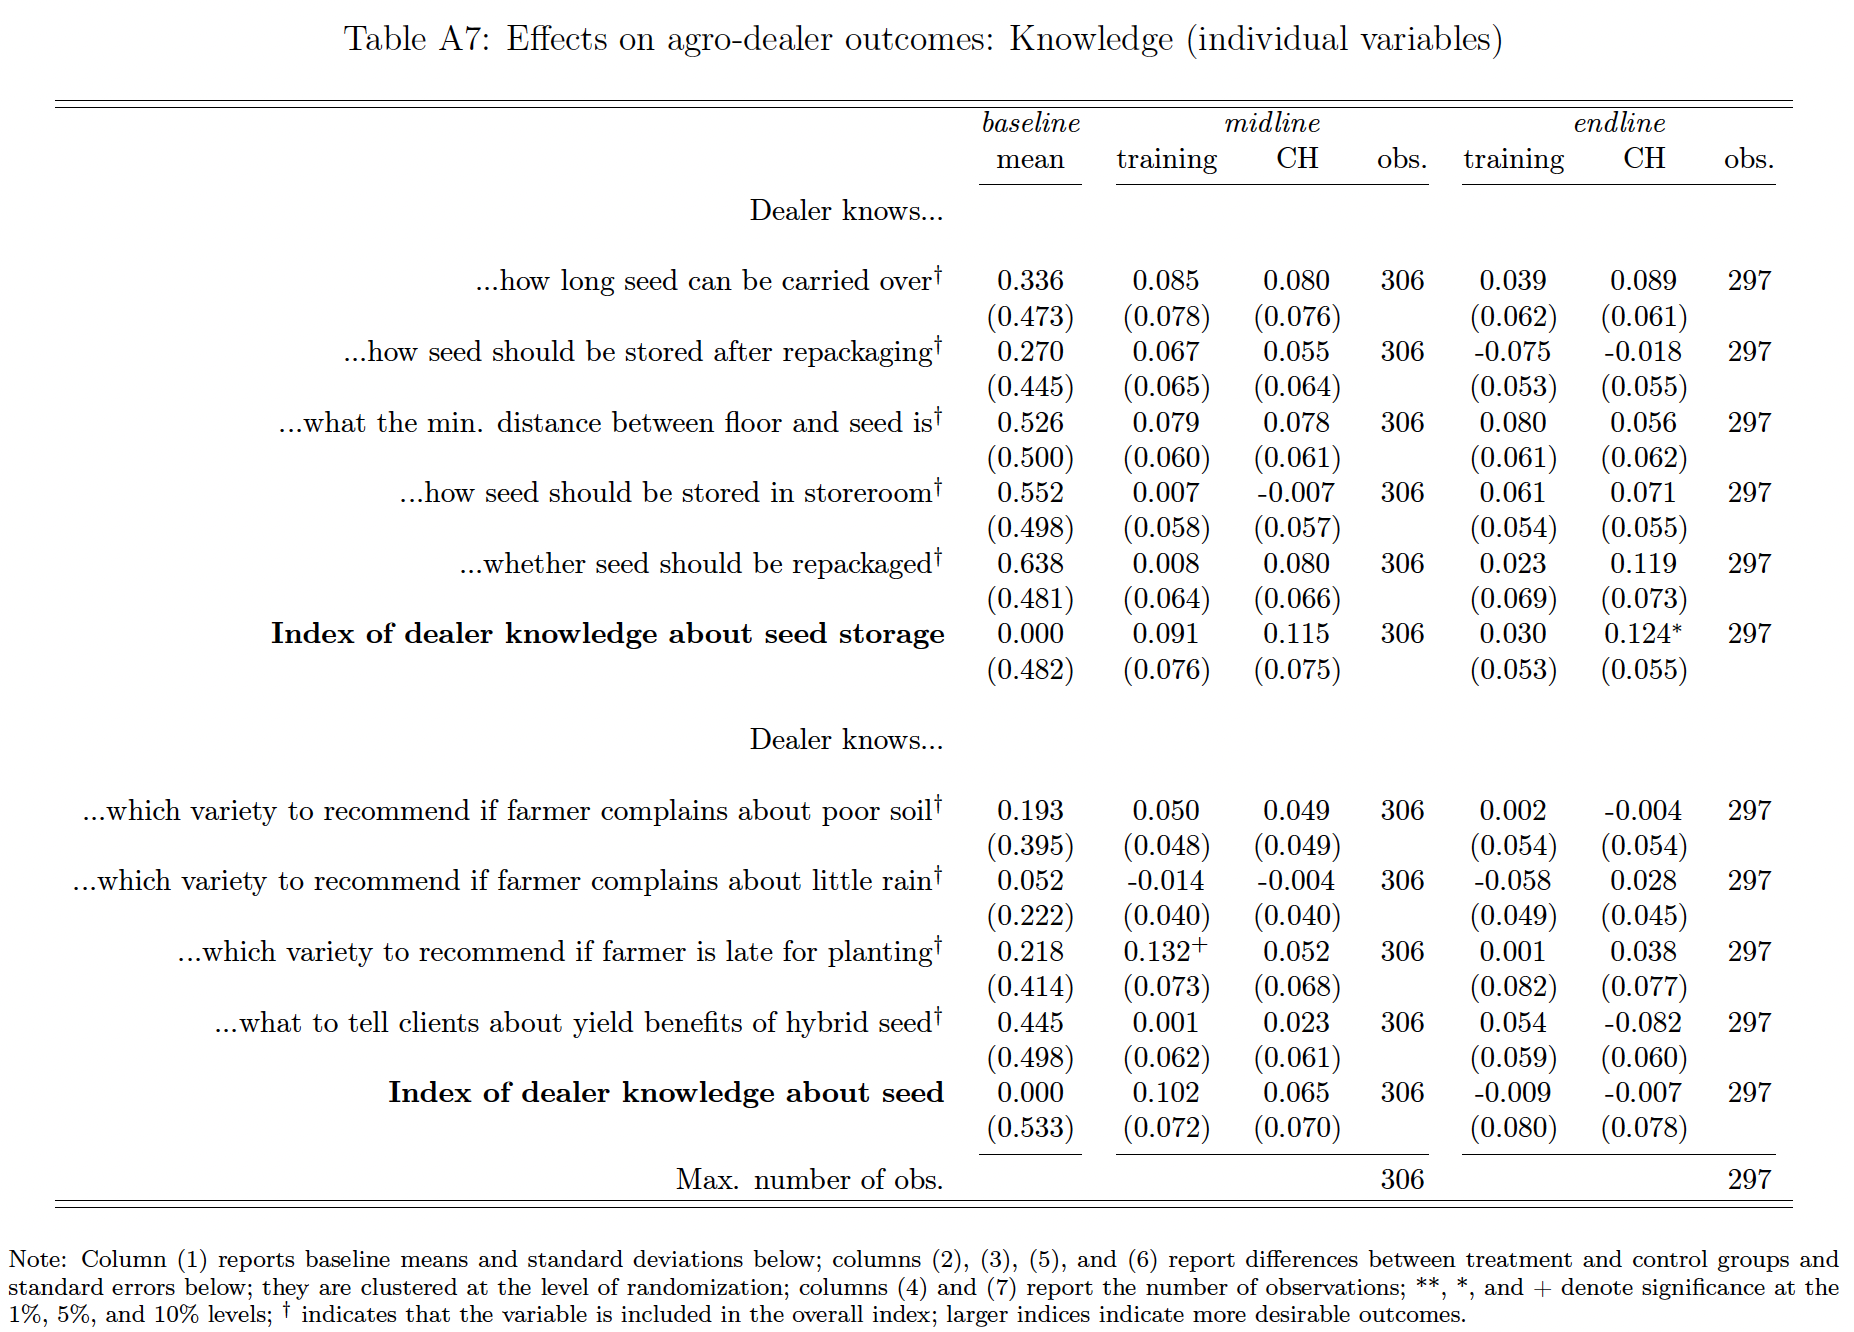 Table A7: Effects on agro-dealer outcomes: Knowledge (individual variables)
baseline midline endline
mean training CH obs. training CH obs.
Dealer knows...
...how long seed can be carried over† 0.336 0.085 0.080 306 0.039 0.089 297
(0.473) (0.078) (0.076) (0.062) (0.061)
...how seed should be stored after repackaging† 0.270 0.067 0.055 306 -0.075 -0.018 297
(0.445) (0.065) (0.064) (0.053) (0.055)
...what the min. distance between floor and seed is† 0.526 0.079 0.078 306 0.080 0.056 297
(0.500) (0.060) (0.061) (0.061) (0.062)
...how seed should be stored in storeroom† 0.552 0.007 -0.007 306 0.061 0.071 297
(0.498) (0.058) (0.057) (0.054) (0.055)
...whether seed should be repackaged† 0.638 0.008 0.080 306 0.023 0.119 297
(0.481) (0.064) (0.066) (0.069) (0.073)
Index of dealer knowledge about seed storage 0.000 0.091 0.115 306 0.030 0.124* 297
(0.482) (0.076) (0.075) (0.053) (0.055)
Dealer knows...
...which variety to recommend if farmer complains about poor soil† 0.193 0.050 0.049 306 0.002 -0.004 297
(0.395) (0.048) (0.049) (0.054) (0.054)
...which variety to recommend if farmer complains about little rain† 0.052 -0.014 -0.004 306 -0.058 0.028 297
(0.222) (0.040) (0.040) (0.049) (0.045)
...which variety to recommend if farmer is late for planting† 0.218 0.132+ 0.052 306 0.001 0.038 297
(0.414) (0.073) (0.068) (0.082) (0.077)
...what to tell clients about yield benefits of hybrid seed† 0.445 0.001 0.023 306 0.054 -0.082 297
(0.498) (0.062) (0.061) (0.059) (0.060)
Index of dealer knowledge about seed 0.000 0.102 0.065 306 -0.009 -0.007 297
(0.533) (0.072) (0.070) (0.080) (0.078)
Max. number of obs. 306 297
Note: Column (1) reports baseline means and standard deviations below; columns (2), (3), (5), and (6) report differences between treatment and control groups and
standard errors below; they are clustered at the level of randomization; columns (4) and (7) report the number of observations; **, *, and + denote significance at the
1%, 5%, and 10% levels; † indicates that the variable is included in the overall index; larger indices indicate more desirable outcomes.